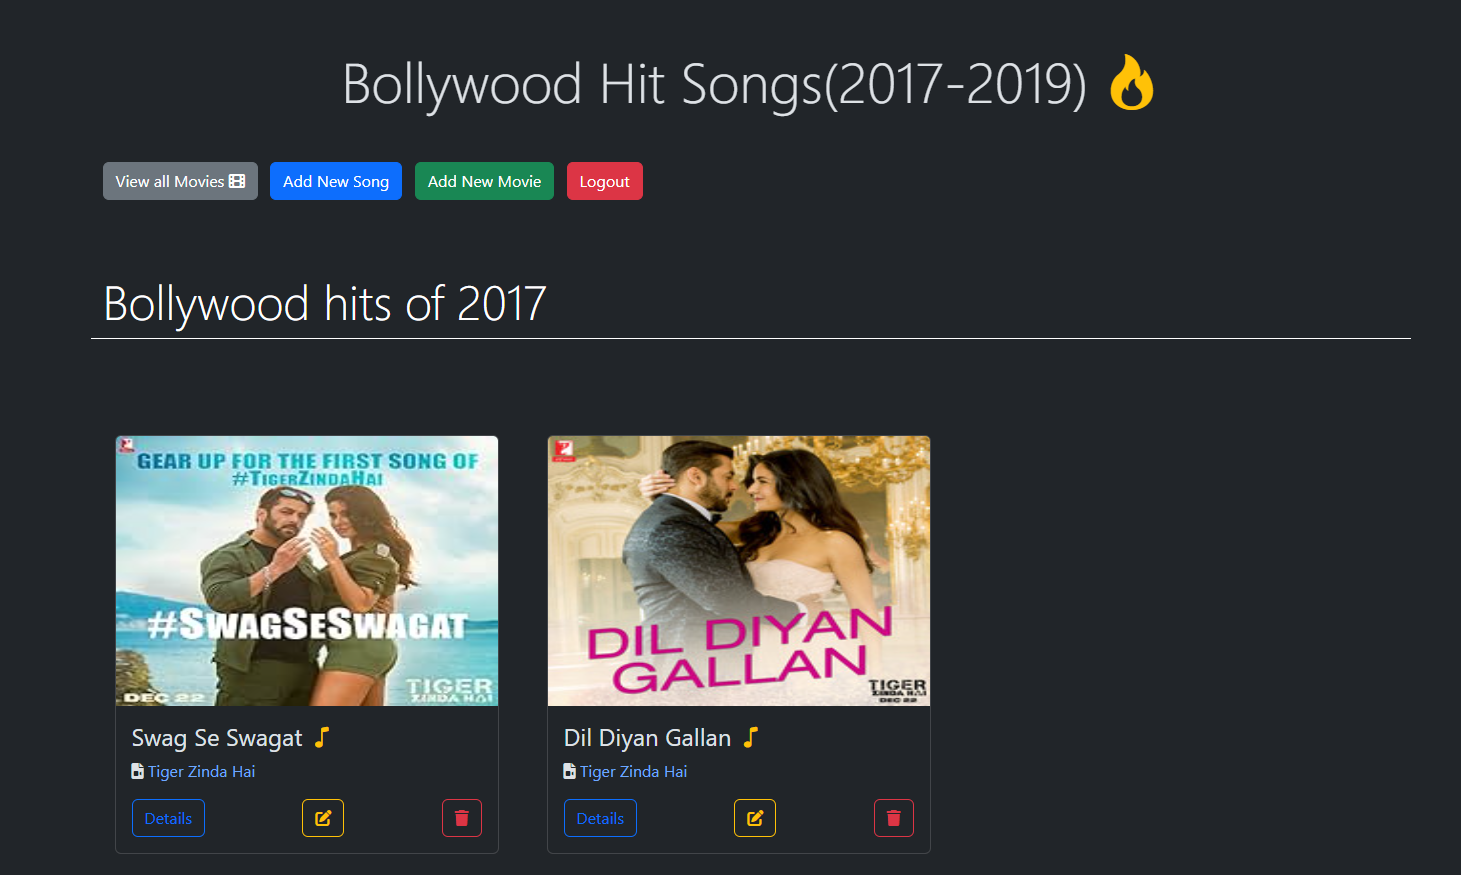 Bollywood Hit Songs(2017-2019)
View all Movies
Add New Song
Add New Movie
Logout
Bollywood hits of 2017
GEAR UP FOR THE FIRST SONG OF
#TIGERZINDAHAI
#SWAGSESWAGAT
DEC 22
TIGER
ZINDA HAI
Swag Se Swagat
Tiger Zinda Hai
Details
DIL DIYAN
GALLAN
TIGER
ZINDA HAI
DEC 22
Dil Diyan Gallan
Tiger Zinda Hai
Details